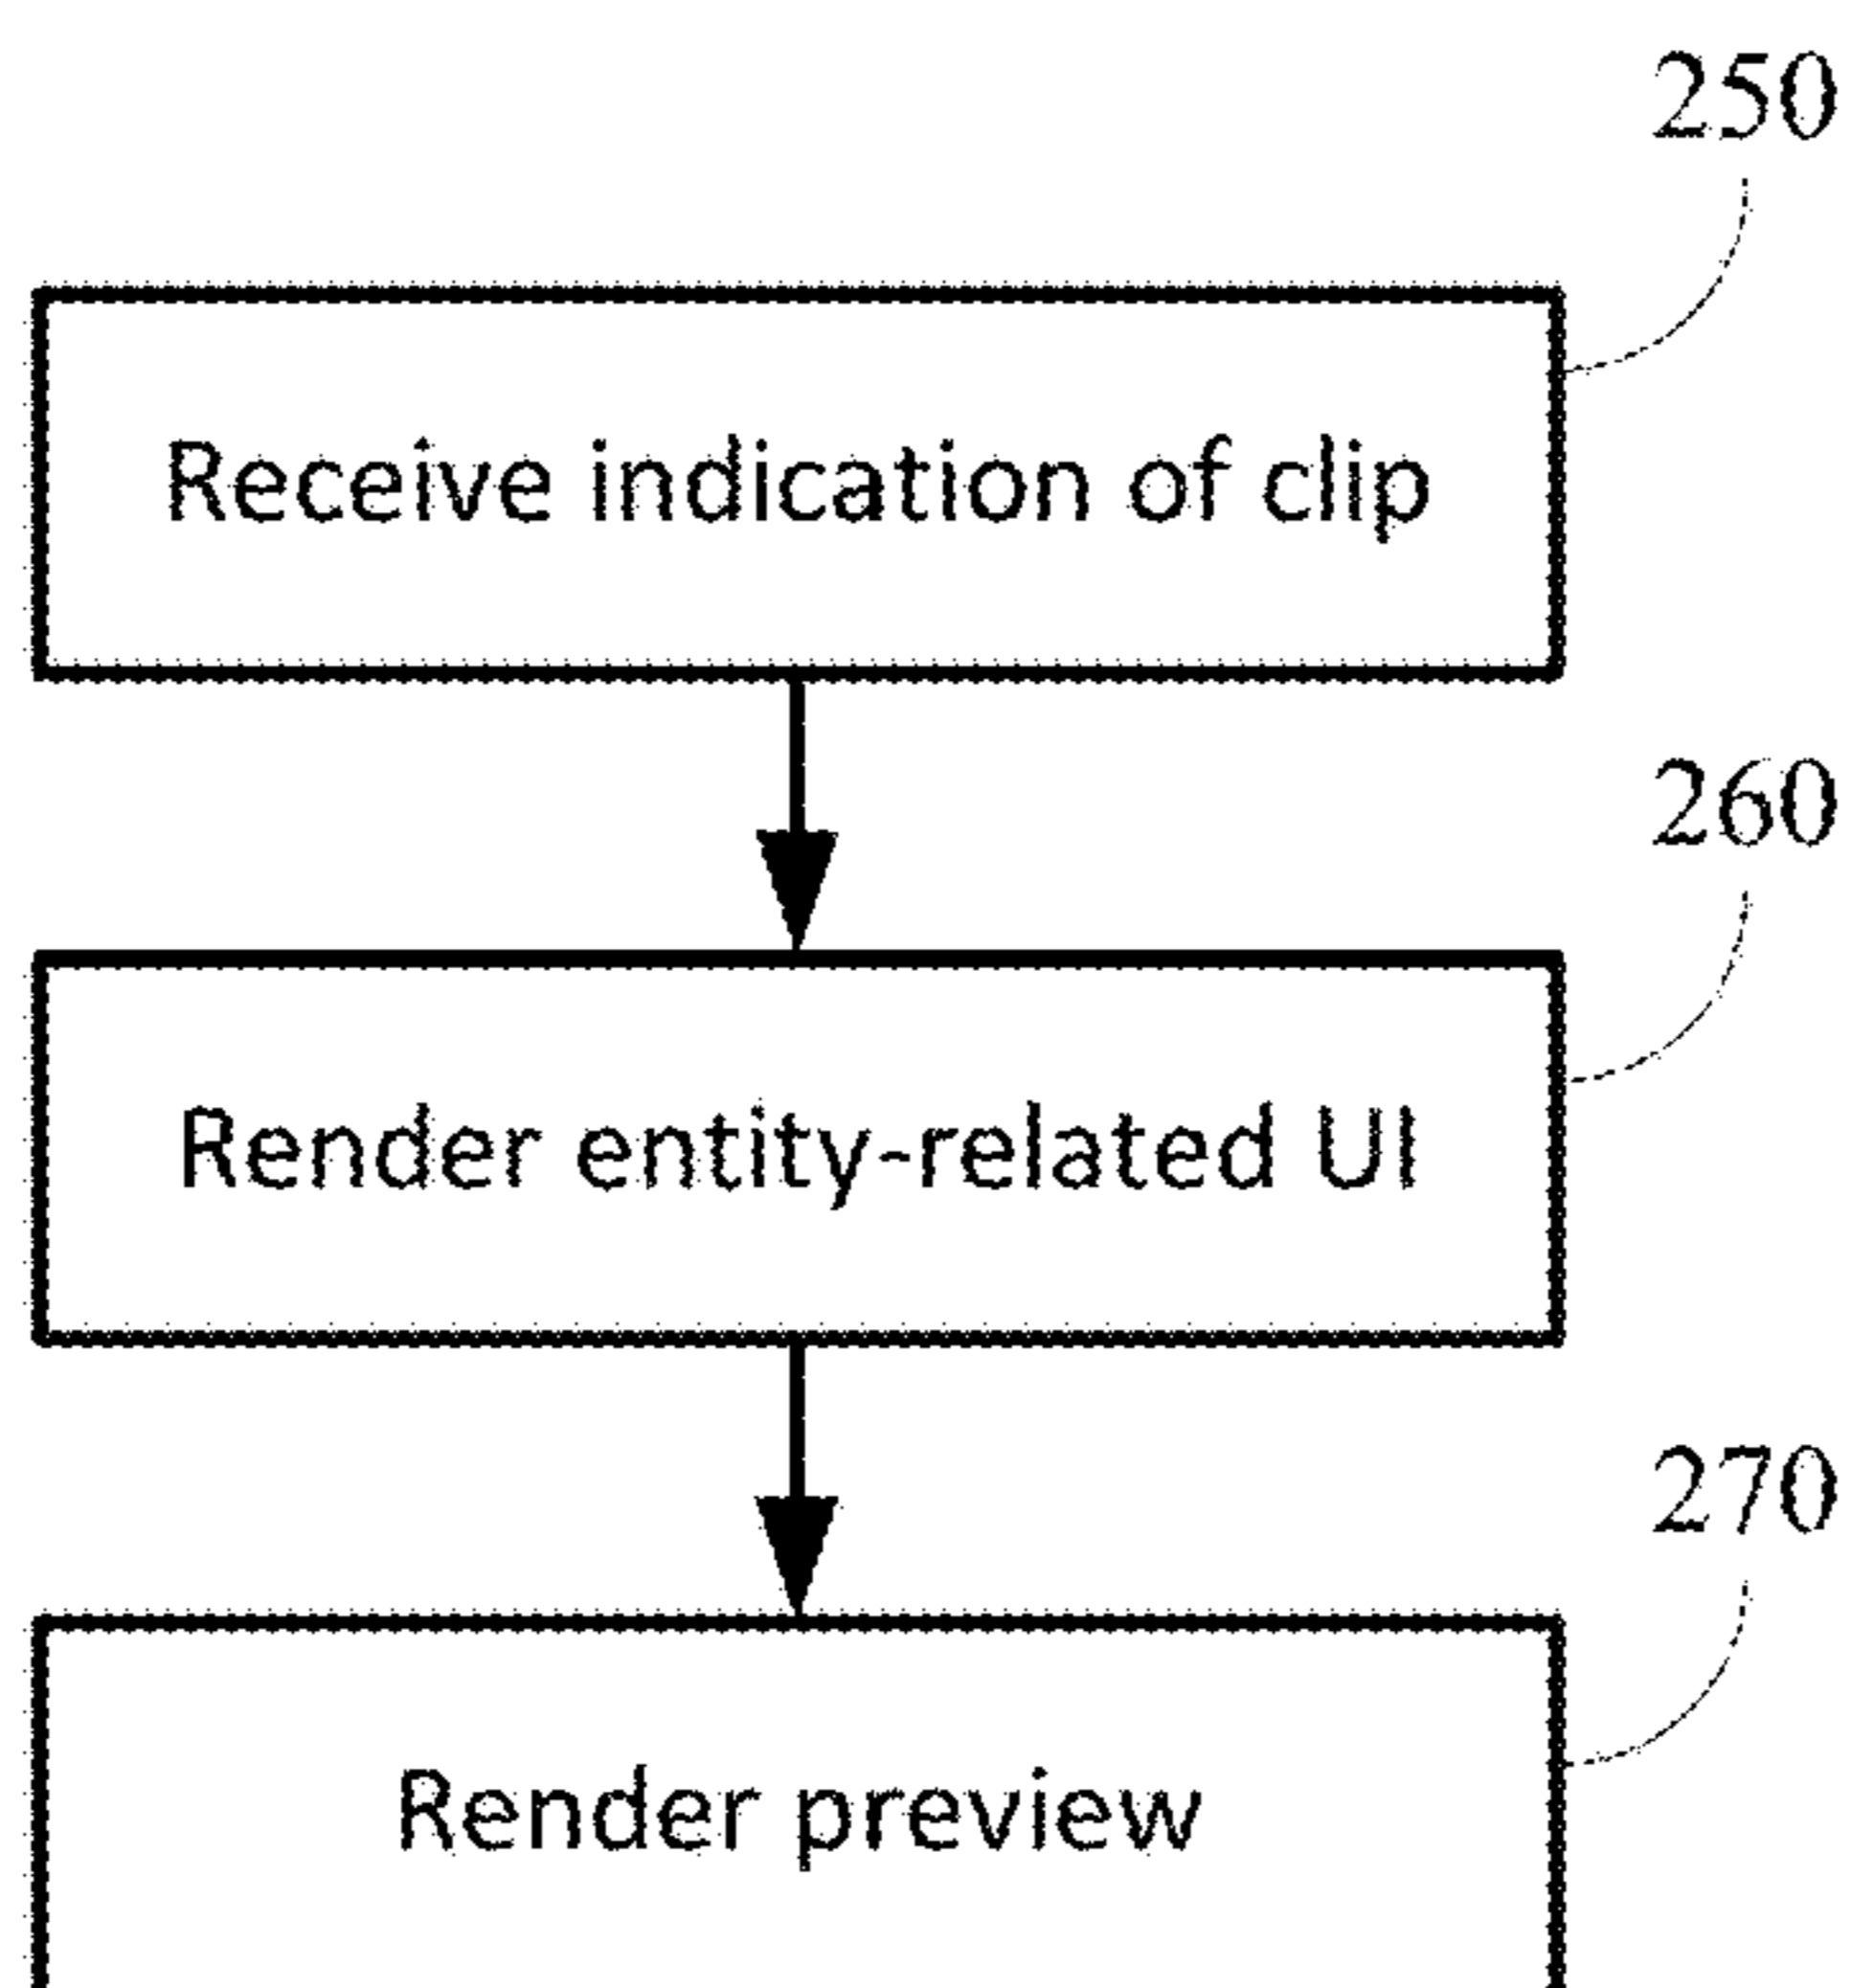 250
Receive indication of clip
260
Render entity-related UI
270
Render preview